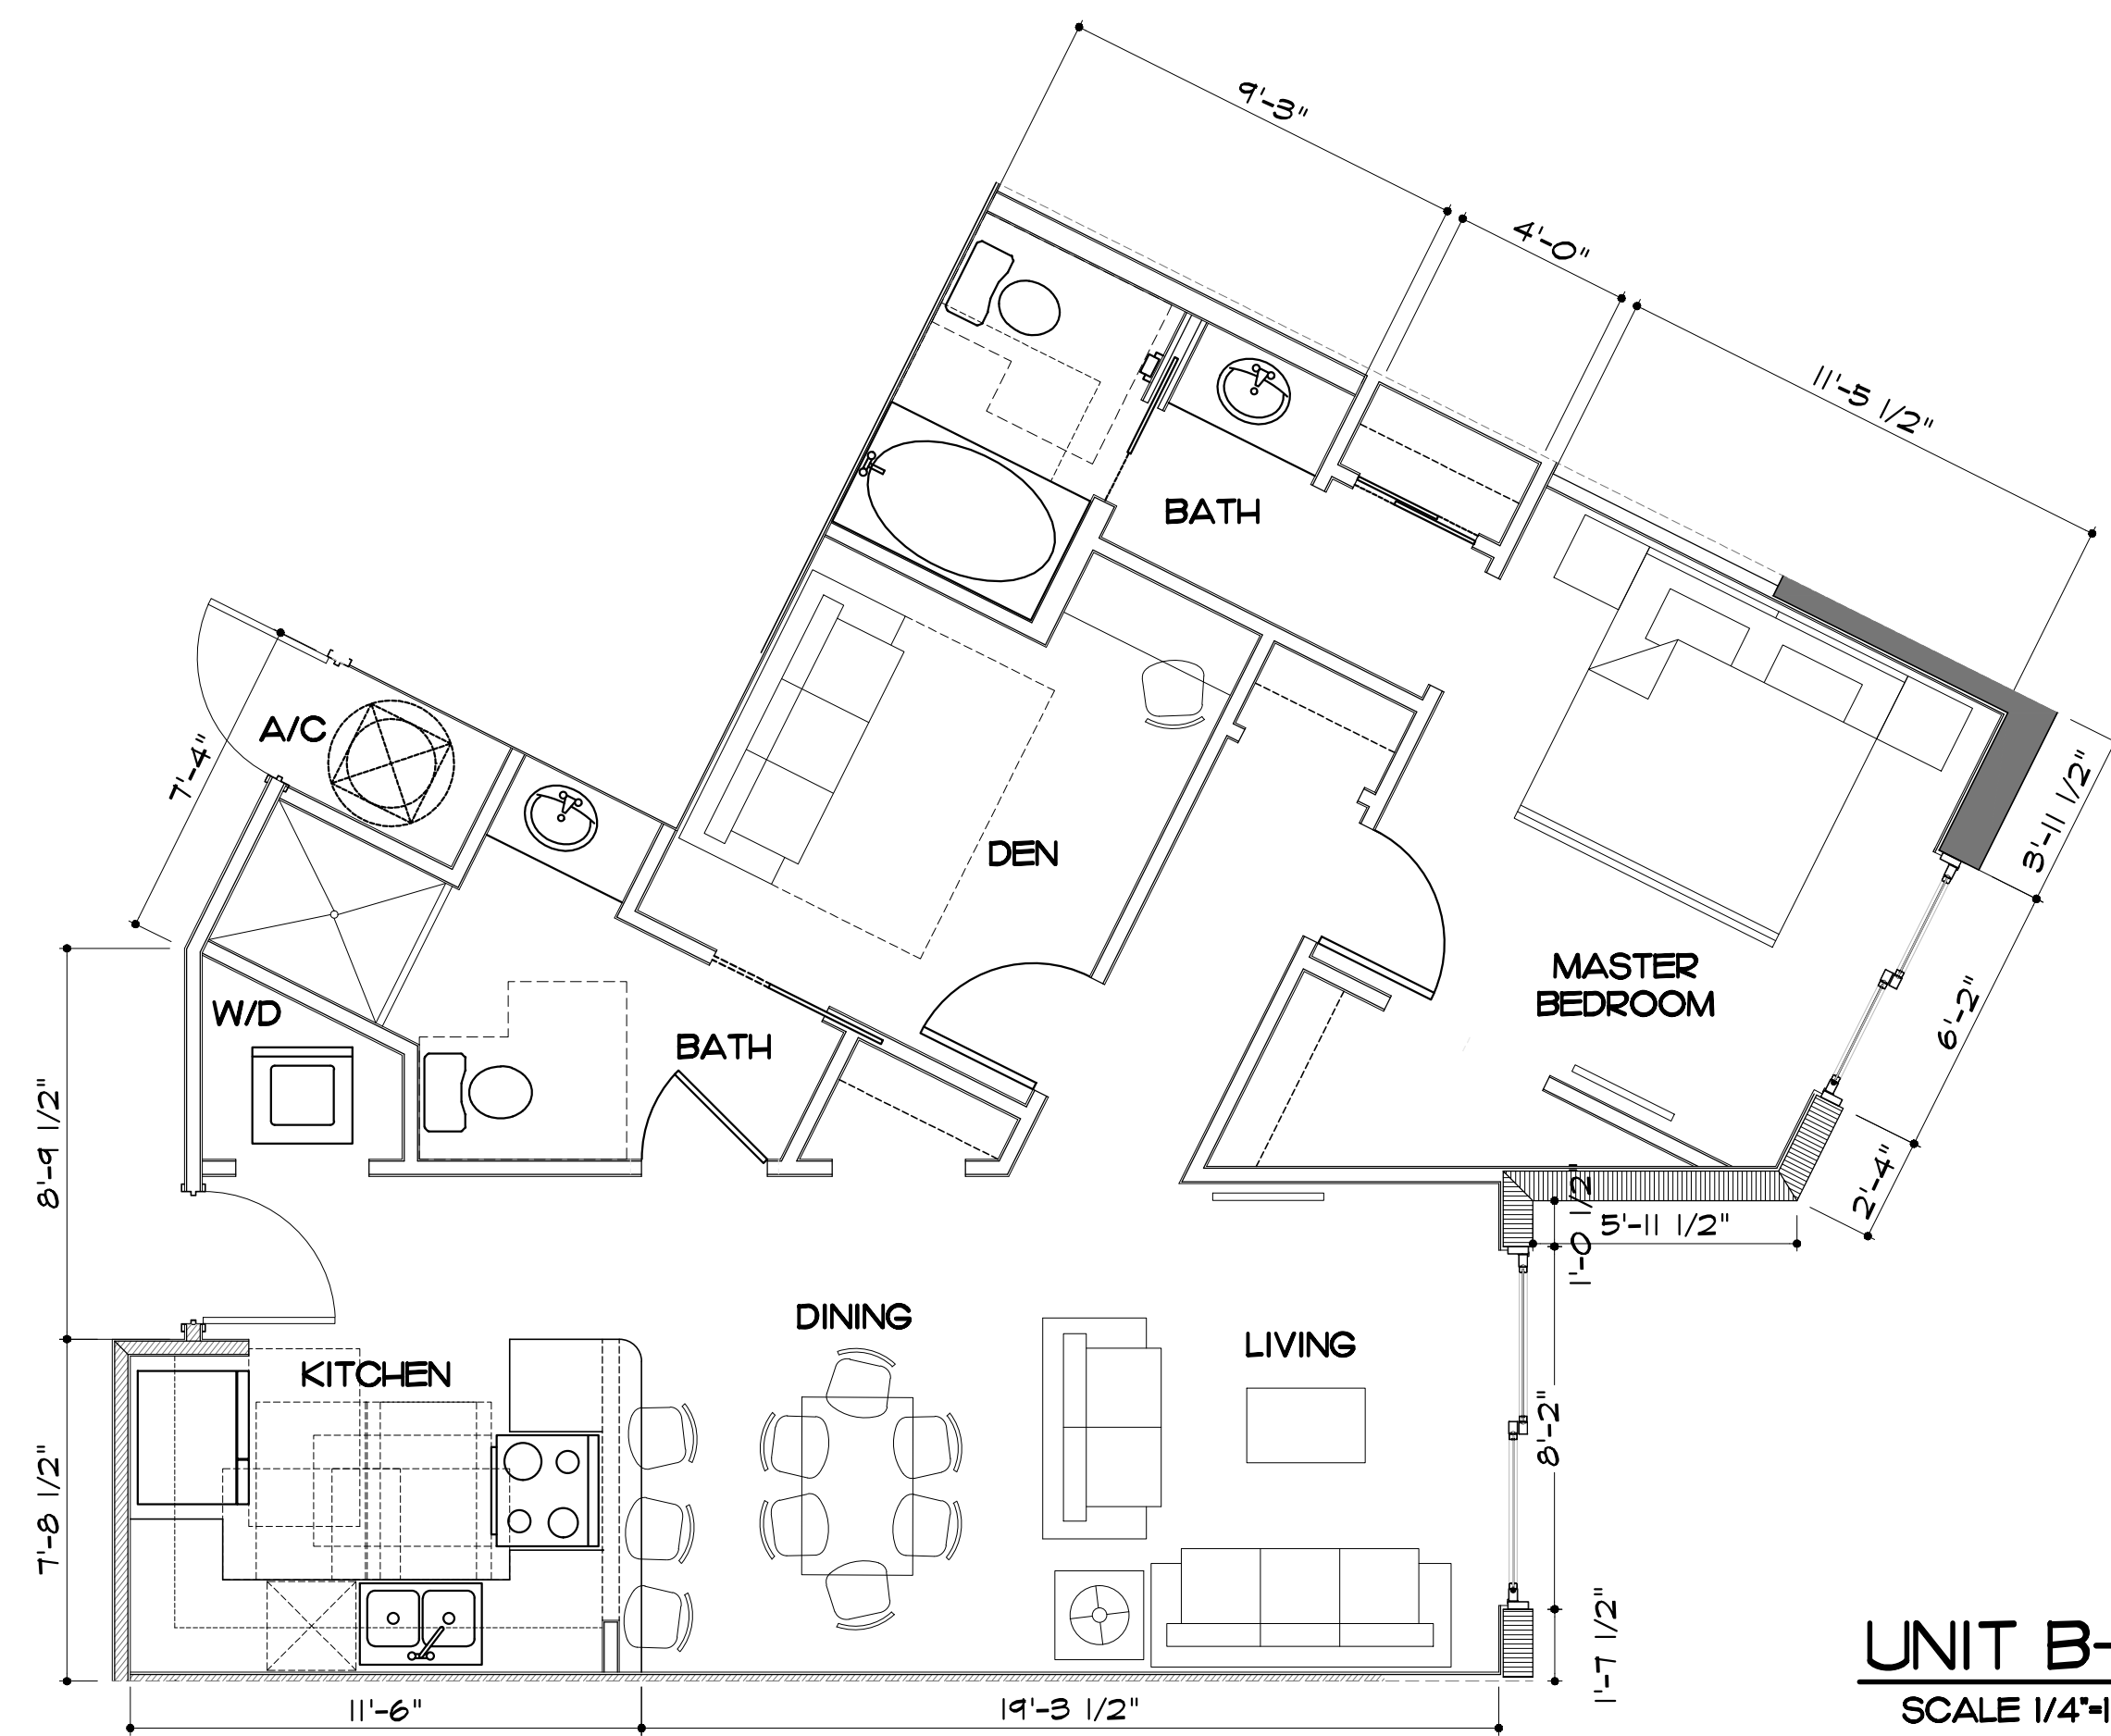 9'-3"
4'-0"
11'-5 1/2"
BATH
A/C
7'-4"
DEN
3'-11 1/2"
MASTER
BEDROOM
6'-2"
W/D
BATH
8'-9 1/2"
2'-4"
1'-0 1/2"
5'-11 1/2"
DINING
LIVING
KITCHEN
8'-2"
7'-8 1/2"
1'-7 1/2"
UNIT B-
11'-6"
19'-3 1/2"
SCALE 1/4"=1